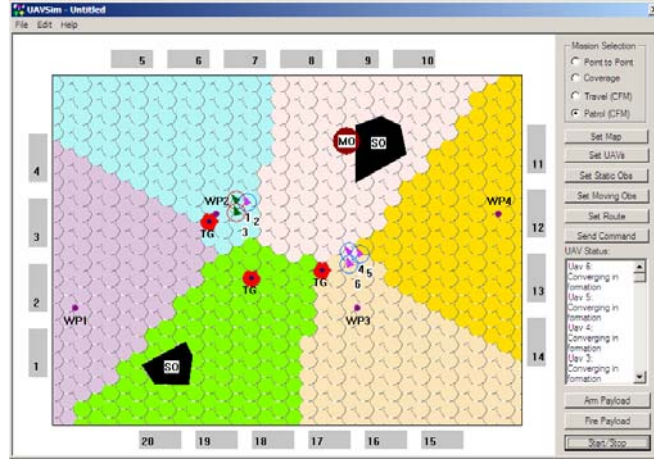 UAVSim - Untitled
File Edit Help
5 6 7 8 9 10
Mission Selection
Point to Point
Coverage
Travel (CFM)
Patrol (CFM)
MO
SO
4
11
Set Map
Set UAVs
Set Static Obs
Set Moving Obs
Set Route
Send Command
WP2
WP4
1 2
3
TG
3
12
UAV Status:
Uav 6:
Converging in
formation
Uav 5:
Converging in
formation
Uav 4:
Converging in
formation
Uav 3:
Converging in
formation
4 5
6
TG
TG
2
13
WP1
WP3
1
14
SO
Arm Payload
Fire Payload
Start/Stop
20 19 18 17 16 15